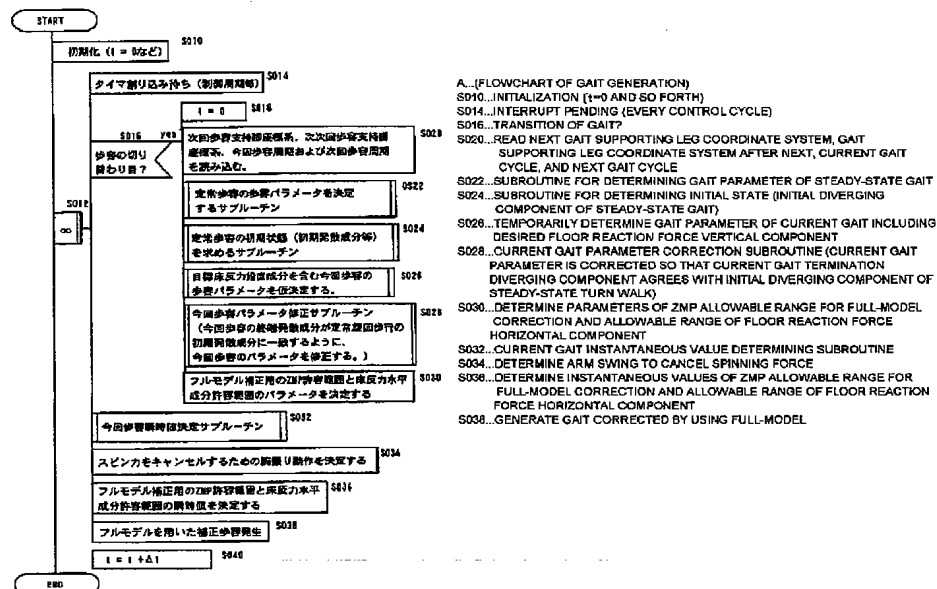 START
初期化 (t = 0など)
S010
タイマ割り込み待ち (制御周期毎)
S014
t = 0
S018
S016
yes
歩容の切り
替わり目?
次回歩容支持脚座標系、次次回歩容支持脚
座標系、今回歩容周期および次回歩容周期
を読み込む。
S020
S012
∞
定常歩容の歩容パラメータを決定
するサブルーチン
S022
定常歩容の初期状態 (初期発散成分等)
を求めるサブルーチン
S024
目標床反力鉛直成分を含む今回歩容の
歩容パラメータを仮決定する。
S026
今回歩容パラメータ修正サブルーチン
(今回歩容の終端発散成分が定常旋回歩行の
初期発散成分に一致するように、
今回歩容のパラメータを修正する。)
S028
フルモデル補正用のZMP許容範囲と床反力水平
成分許容範囲のパラメータを決定する
S030
今回歩容瞬時値決定サブルーチン
S032
スピン力をキャンセルするための腕振り動作を決定する
S034
フルモデル補正用のZMP許容範囲と床反力水平
成分許容範囲の瞬時値を決定する
S036
フルモデルを用いた補正歩容発生
S038
t = t +Δt
S040
END
A...(FLOWCHART OF GAIT GENERATION)
S010...INITIALIZATION (t=0 AND SO FORTH)
S014...INTERRUPT PENDING (EVERY CONTROL CYCLE)
S016...TRANSITION OF GAIT?
S020...READ NEXT GAIT SUPPORTING LEG COORDINATE SYSTEM, GAIT
SUPPORTING LEG COORDINATE SYSTEM AFTER NEXT, CURRENT GAIT
CYCLE, AND NEXT GAIT CYCLE
S022...SUBROUTINE FOR DETERMINING GAIT PARAMETER OF STEADY-STATE GAIT
S024...SUBROUTINE FOR DETERMINING INITIAL STATE (INITIAL DIVERGING
COMPONENT OF STEADY-STATE GAIT)
S026...TEMPORARILY DETERMINE GAIT PARAMETER OF CURRENT GAIT INCLUDING
DESIRED FLOOR REACTION FORCE VERTICAL COMPONENT
S028...CURRENT GAIT PARAMETER CORRECTION SUBROUTINE (CURRENT GAIT
PARAMETER IS CORRECTED SO THAT CURRENT GAIT TERMINATION
DIVERGING COMPONENT AGREES WITH INITIAL DIVERGING COMPONENT OF
STEADY-STATE TURN WALK)
S030...DETERMINE PARAMETERS OF ZMP ALLOWABLE RANGE FOR FULL-MODEL
CORRECTION AND ALLOWABLE RANGE OF FLOOR REACTION FORCE
HORIZONTAL COMPONENT
S032...CURRENT GAIT INSTANTANEOUS VALUE DETERMINING SUBROUTINE
S034...DETERMINE ARM SWING TO CANCEL SPINNING FORCE
S036...DETERMINE INSTANTANEOUS VALUES OF ZMP ALLOWABLE RANGE FOR
FULL-MODEL CORRECTION AND ALLOWABLE RANGE OF FLOOR REACTION
FORCE HORIZONTAL COMPONENT
S038...GENERATE GAIT CORRECTED BY USING FULL-MODEL